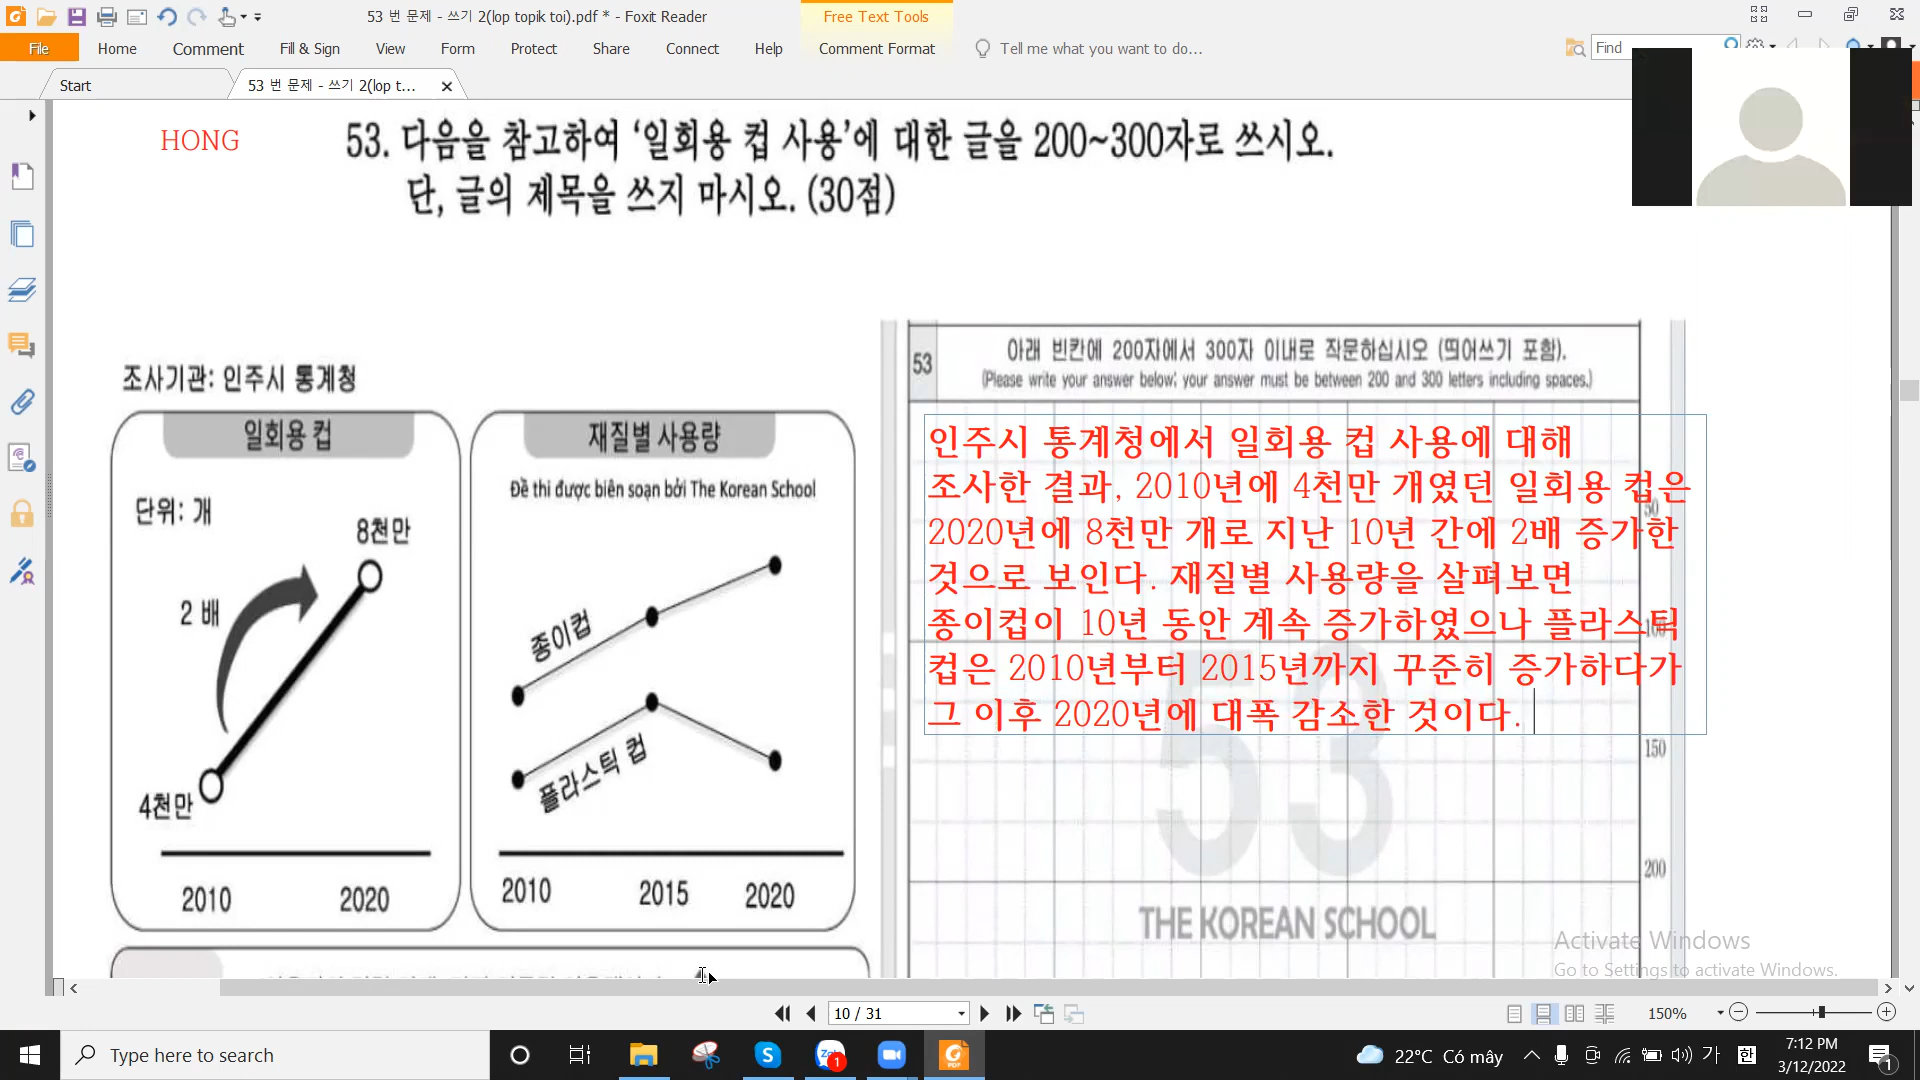 53 번 문제 - 쓰기 2(lop topik toi).pdf * - Foxit Reader
Free Text Tools
File
Home
Comment
Fill & Sign
View
Form
Protect
Share
Connect
Help
Comment Format
Tell me what you want to do...
Find
Start
53 번 문제 - 쓰기 2(lop t...
HONG
53. 다음을 참고하여 ‘일회용 컵 사용’에 대한 글을 200~300자로 쓰시오.
단, 글의 제목을 쓰지 마시오. (30점)
조사기관: 인주시 통계청
일회용 컵
단위: 개
8천만
2 배
4천만
2010
2020
재질별 사용량
Đề thi được biên soạn bởi The Korean School
종이컵
플라스틱 컵
2010
2015
2020
53
아래 빈칸에 200자에서 300자 이내로 작문하십시오 (띄어쓰기 포함).
(Please write your answer below; your answer must be between 200 and 300 letters including spaces.)
인주시 통계청에서 일회용 컵 사용에 대해
조사한 결과, 2010년에 4천만 개였던 일회용 컵은
2020년에 8천만 개로 지난 10년 간에 2배 증가한
것으로 보인다. 재질별 사용량을 살펴보면
종이컵이 10년 동안 계속 증가하였으나 플라스틱
컵은 2010년부터 2015년까지 꾸준히 증가하다가
그 이후 2020년에 대폭 감소한 것이다.
50
100
150
200
53
THE KOREAN SCHOOL
Activate Windows
Go to Settings to activate Windows.
10 / 31
150%
Type here to search
22°C Có mây
가
한
7:12 PM
3/12/2022